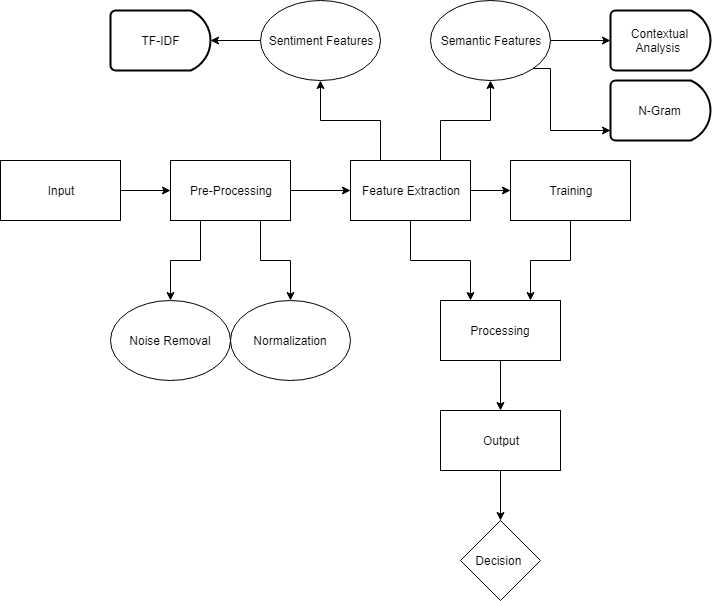 TF-IDF
Sentiment Features
Semantic Features
Contextual
Analysis
N-Gram
Input
Pre-Processing
Feature Extraction
Training
Noise Removal
Normalization
Processing
Output
Decision